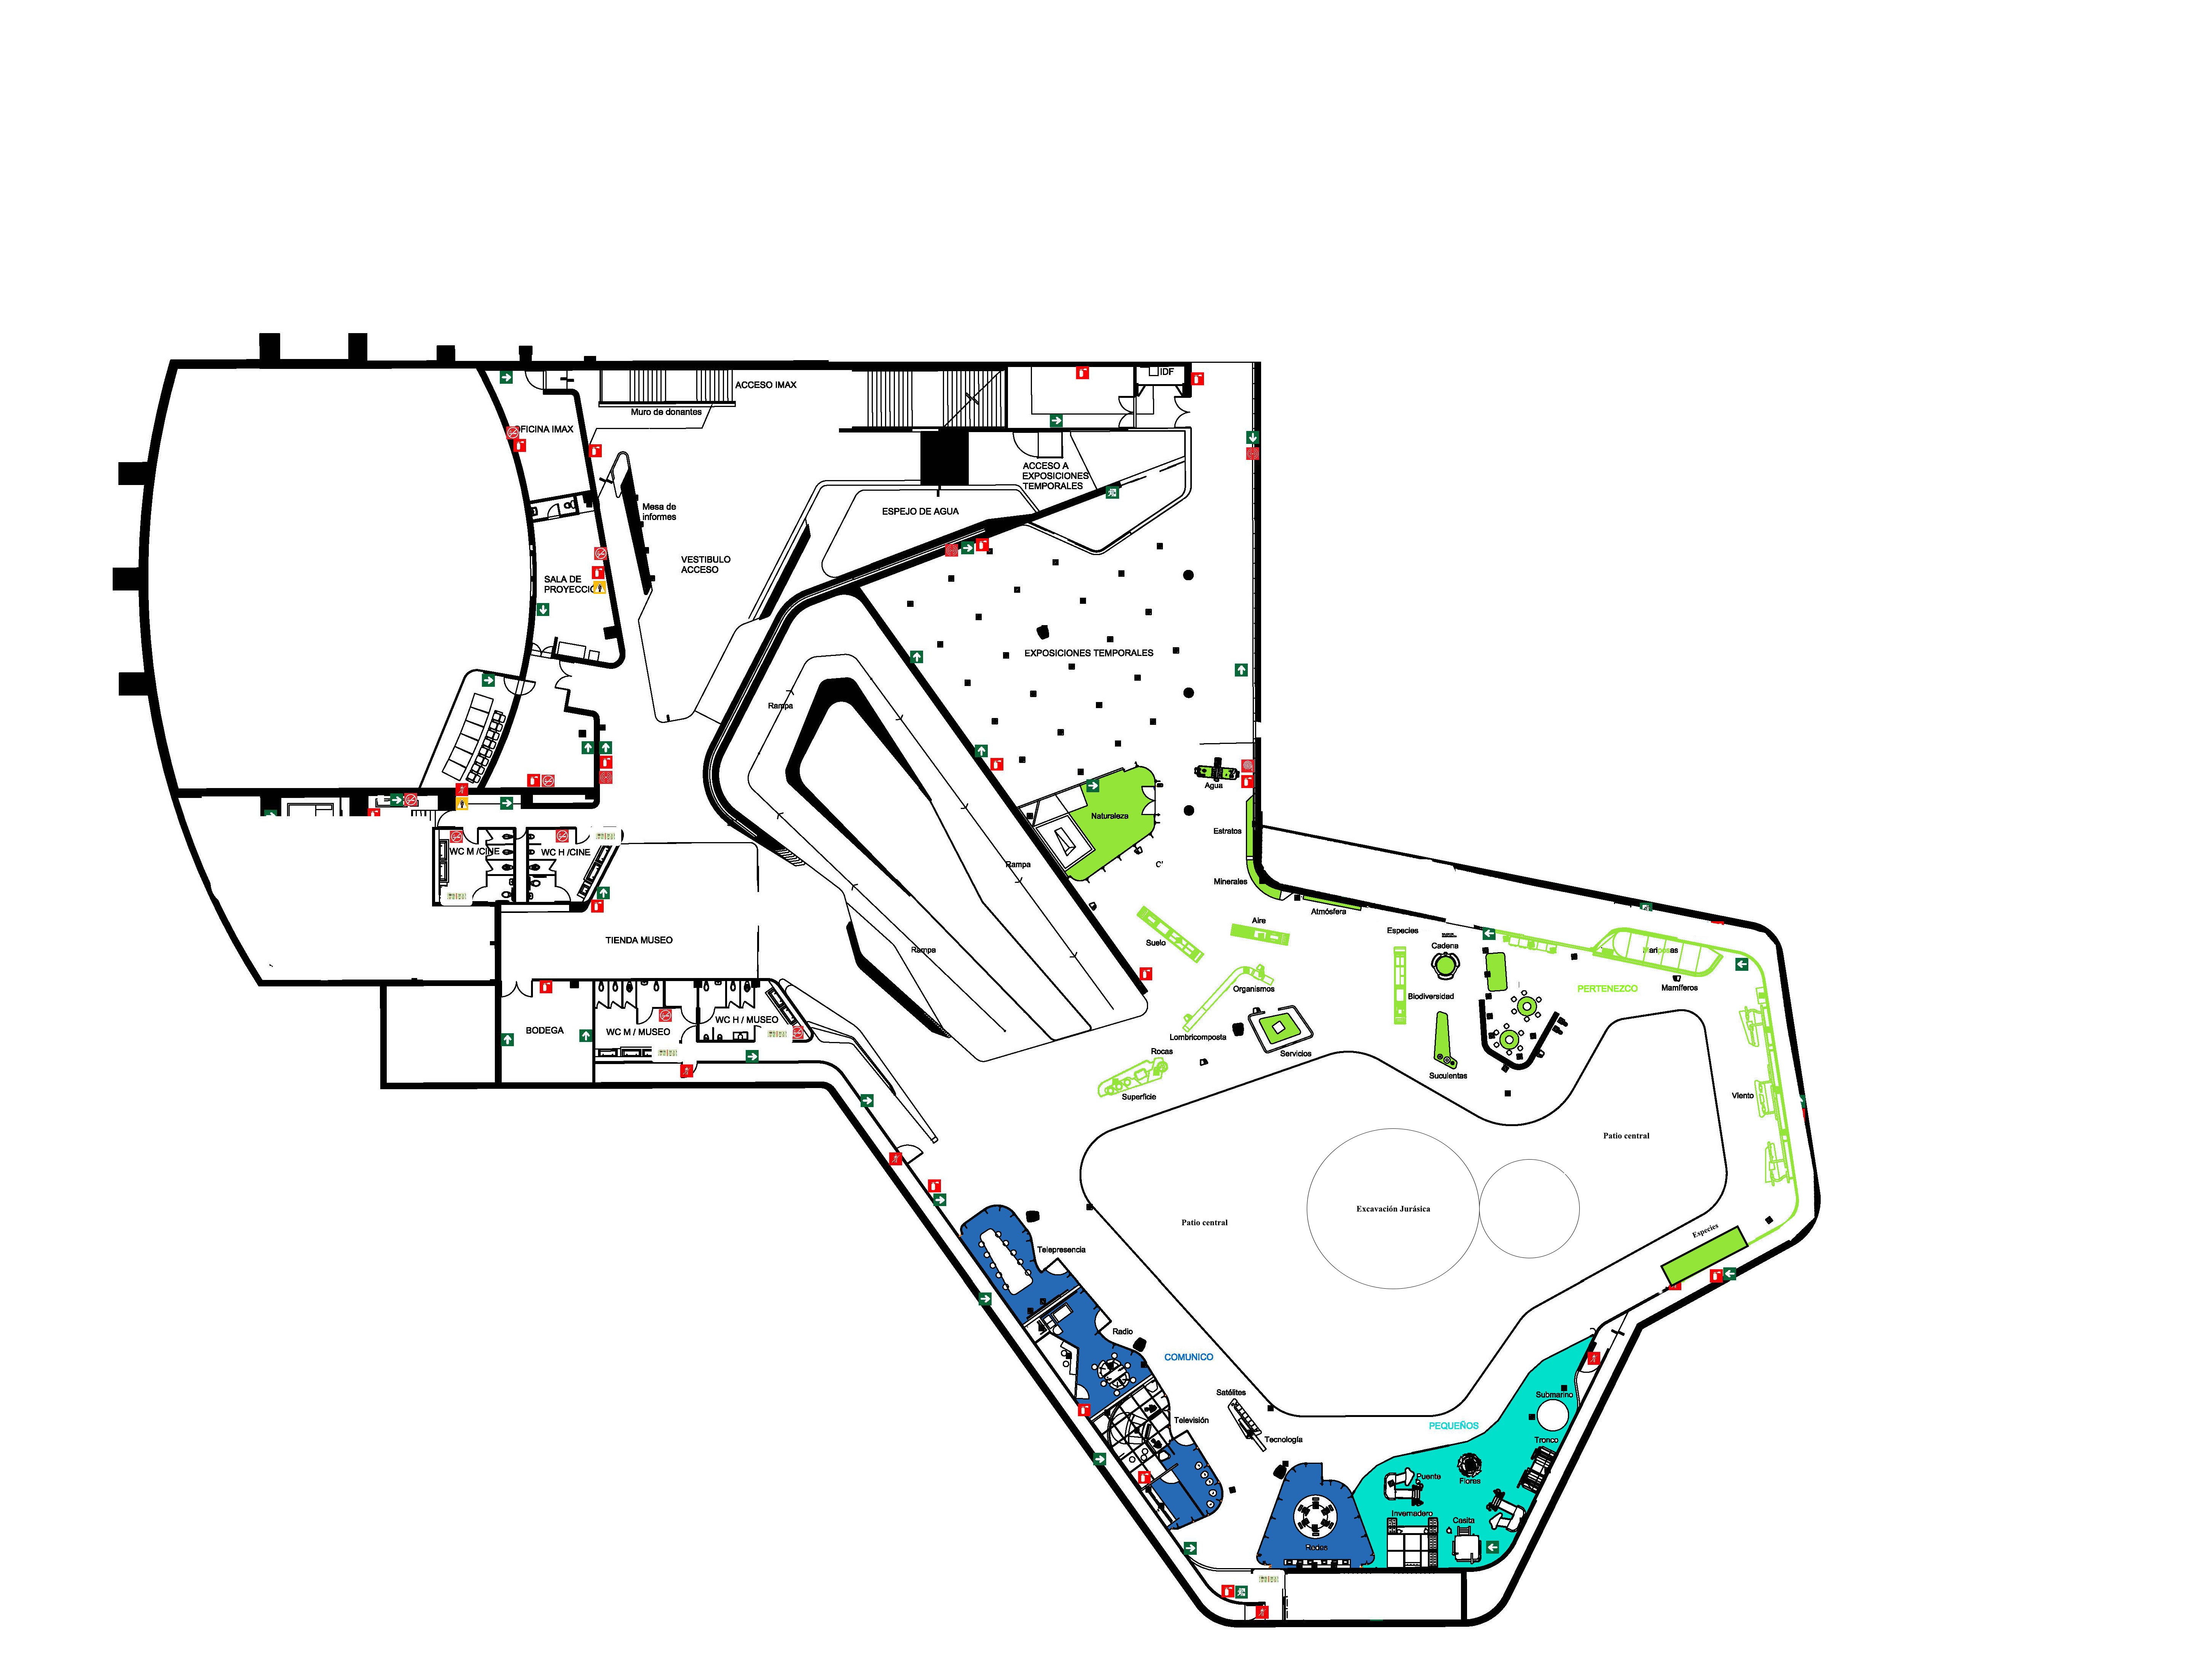 IDF
ACCESO IMAX
Muro de donantes
OFICINA IMAX
ACCESO A
EXPOSICIONES
TEMPORALES
Mesa de
informes
ESPEJO DE AGUA
VESTIBULO
ACCESO
SALA DE
PROYECCIO
EXPOSICIONES TEMPORALES
Rampa
Agua
Naturaleza
Estratos
Rampa
WC M /CINE
WC H /CINE
Minerales
Atmósfera
Aire
Especies
TIENDA MUSEO
Suelo
Cadena
Rampa
Mariposas
Organismos
PERTENEZCO
Mamíferos
Biodiversidad
BODEGA
WC M / MUSEO
WC H / MUSEO
Lombricomposta
Rocas
Servicios
Suculentas
Superficie
Viento
Patio central
Patio central
Excavación Jurásica
Especies
Telepresencia
Radio
COMUNICO
Satélites
Submarino
Televisión
PEQUEÑOS
Tecnología
Tronco
Puente
Flores
Invernadero
Casita